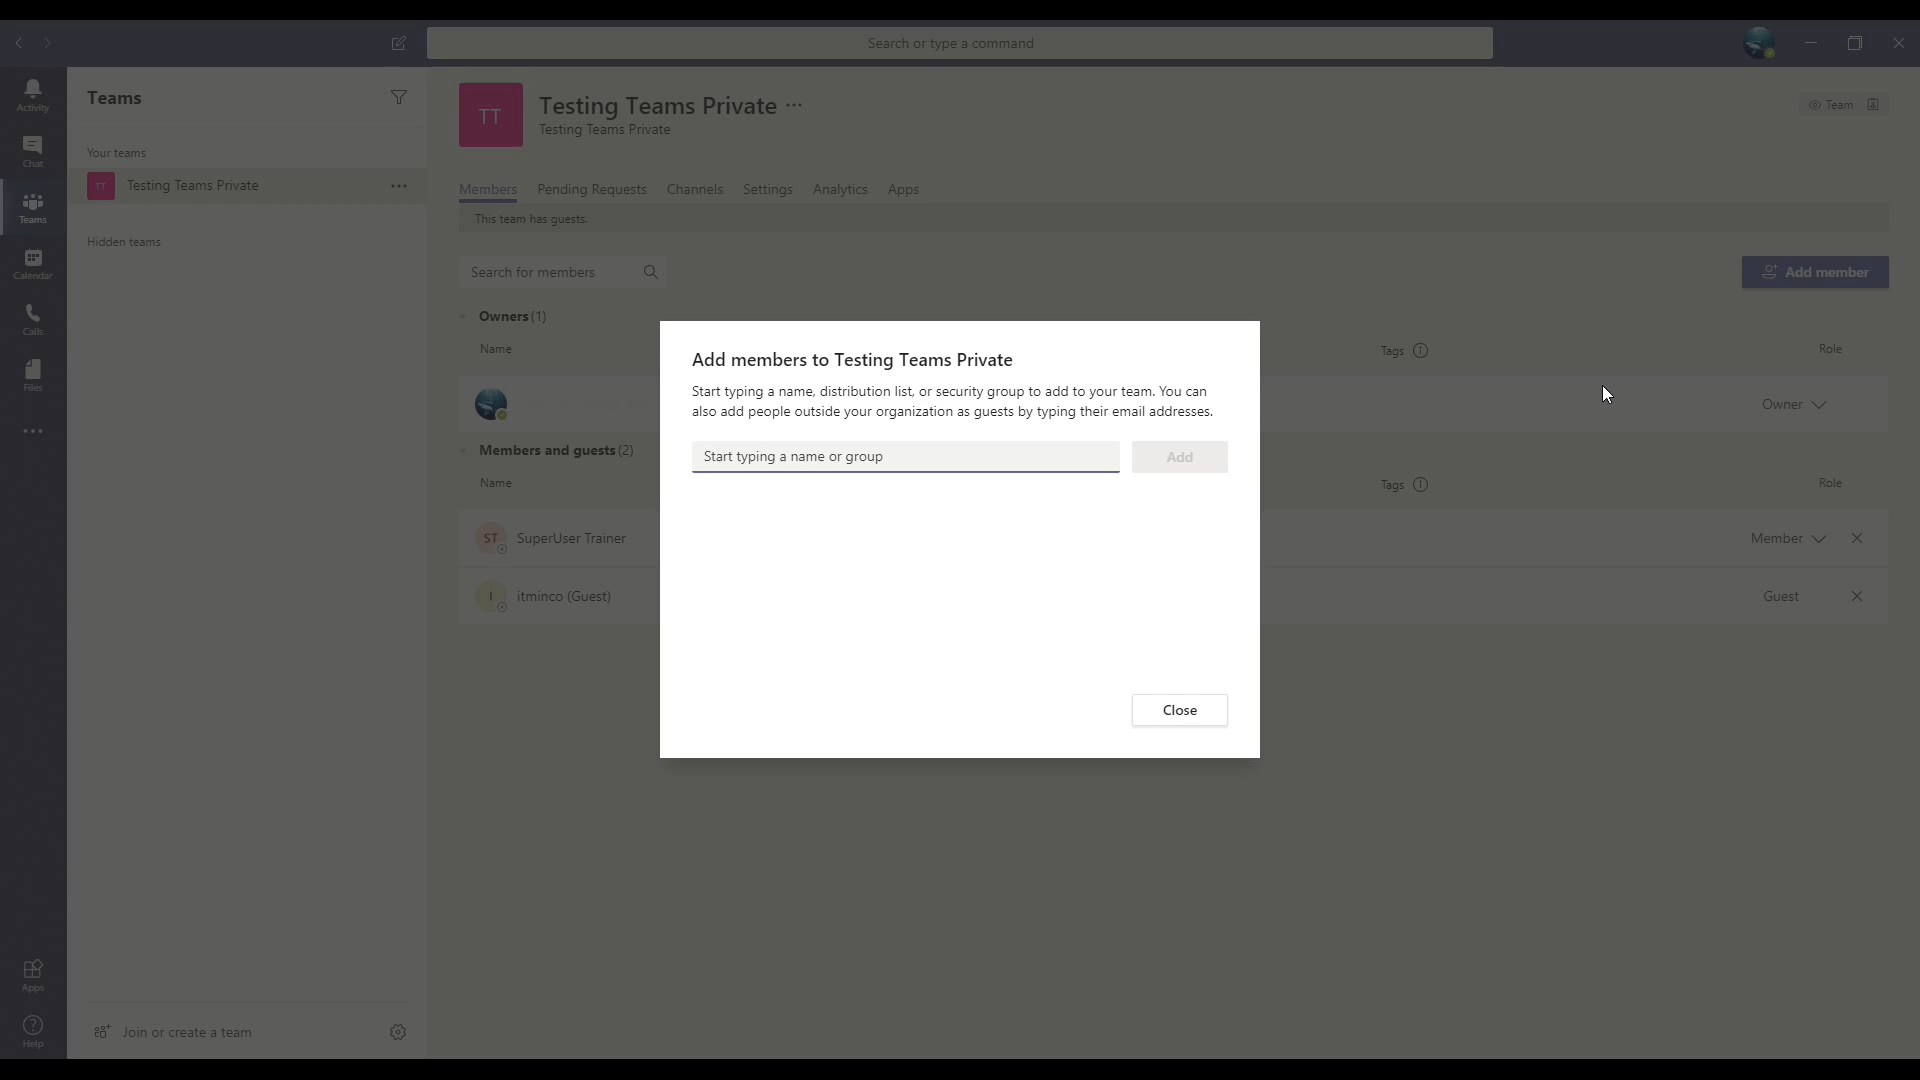 Search or type a command
Activity
Chat
Teams
Calendar
Calls
Files
Apps
Help
Teams
Your teams
TT Testing Teams Private
Hidden teams
Join or create a team
TT
Testing Teams Private
Testing Teams Private
Team
Members Pending Requests Channels Settings Analytics Apps
This team has guests.
Search for members
Add member
Owners (1)
Name Tags Role
Owner
Members and guests (2)
Name Tags Role
ST SuperUser Trainer Member
I itminco (Guest) Guest
Add members to Testing Teams Private
Start typing a name, distribution list, or security group to add to your team. You can
also add people outside your organization as guests by typing their email addresses.
Start typing a name or group
Add
Close